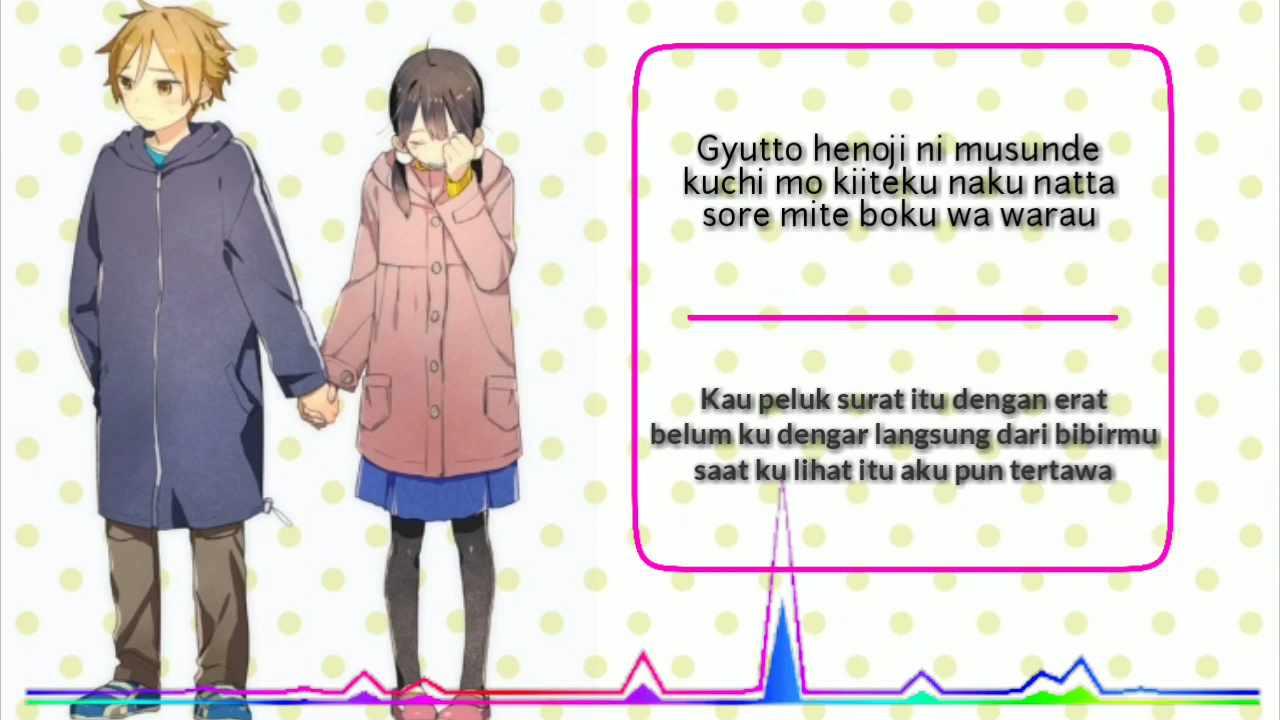 Gyutto henoji ni musunde
kuchi mo kiiteku naku natta
sore mite boku wa warau
Kau peluk surat itu dengan erat
belum ku dengar langsung dari bibirmu
saat ku lihat itu aku pun tertawa